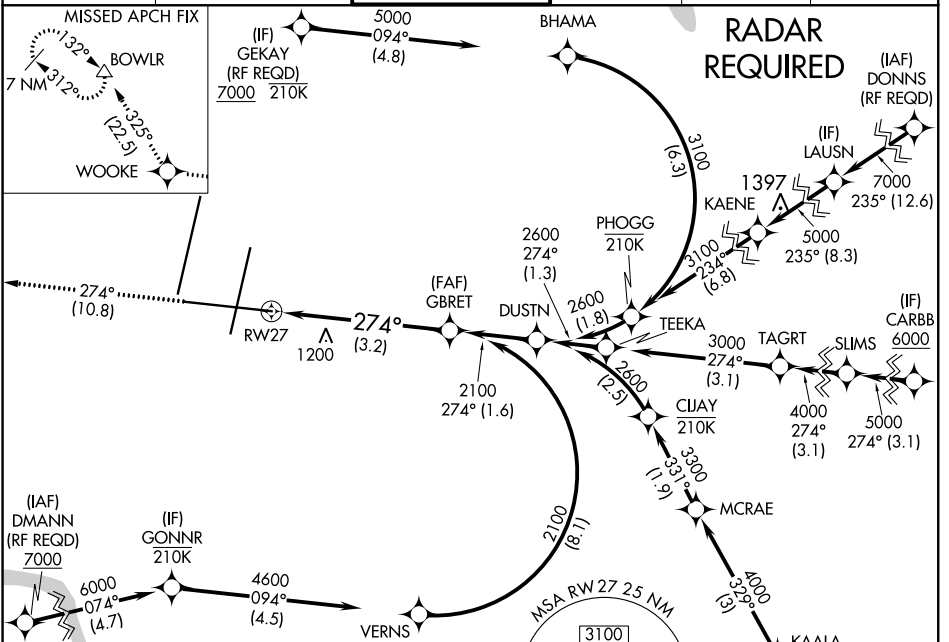 MISSED APCH FIX
132°
BOWLR
7 NM
312°
325°
(22.5)
WOOKE
(IF)
GEKAY
(RF REQD)
7000 210K
5000
094°
(4.8)
BHAMA
RADAR
REQUIRED
(IAF)
DONNS
(RF REQD)
(IF)
LAUSN
7000
235° (12.6)
3100
(6.3)
1397
KAENE
5000
235° (8.3)
PHOGG
210K
3100
234°
(6.8)
2600
274°
(1.3)
(FAF)
GBRET
DUSTN
2600
(1.8)
TEEKA
274°
(10.8)
RW27
1200
274°
(3.2)
3000
274°
(3.1)
TAGRT
SLIMS
(IF)
CARBB
6000
2100
274° (1.6)
2600
(2.5)
CIJAY
210K
4000
274°
(3.1)
5000
274° (3.1)
3300
331°
(1.9)
MCRAE
(IAF)
DMANN
(RF REQD)
7000
(IF)
GONNR
210K
6000
074°
(4.7)
4600
094°
(4.5)
VERNS
2100
(8.1)
4000
329°
(3)
MSA RW27 25 NM
3100
KAALA